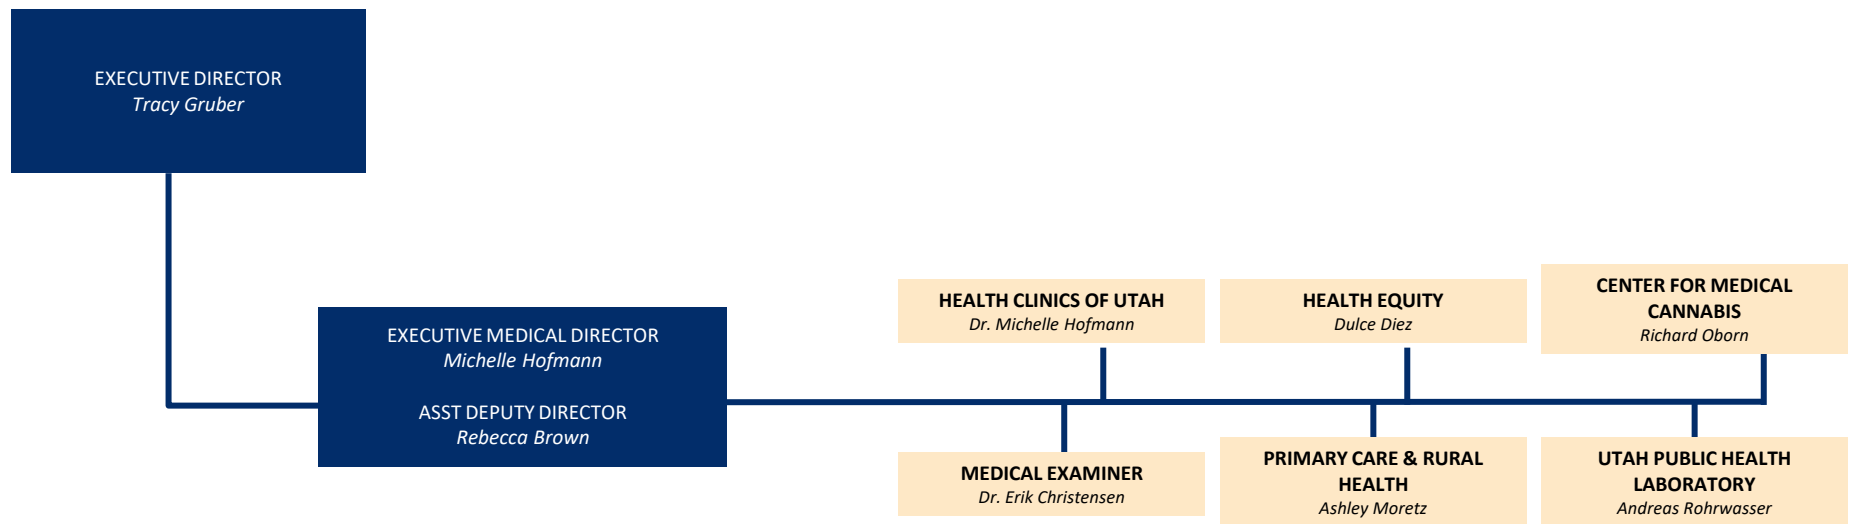 EXECUTIVE DIRECTOR
Tracy Gruber
EXECUTIVE MEDICAL DIRECTOR
Michelle Hofmann
ASST DEPUTY DIRECTOR
Rebecca Brown
HEALTH CLINICS OF UTAH
Dr. Michelle Hofmann
HEALTH EQUITY
Dulce Diez
CENTER FOR MEDICAL
CANNABIS
Richard Oborn
MEDICAL EXAMINER
Dr. Erik Christensen
PRIMARY CARE & RURAL
HEALTH
Ashley Moretz
UTAH PUBLIC HEALTH
LABORATORY
Andreas Rohrwasser